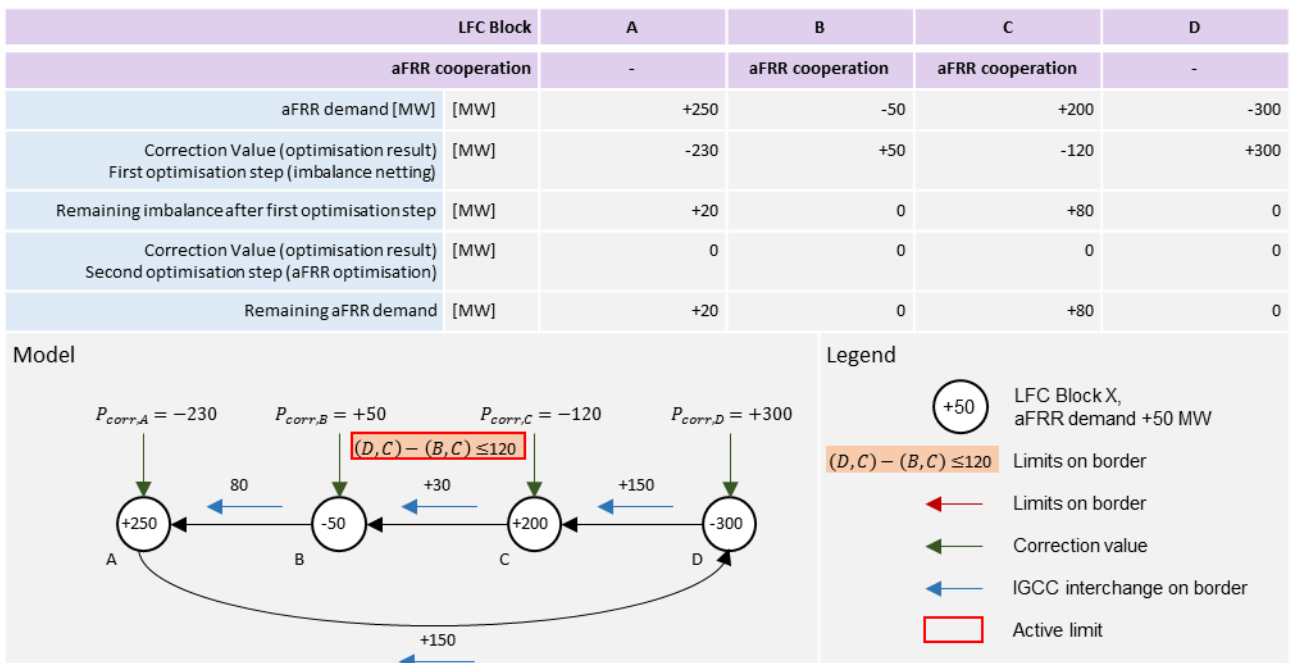 LFC Block A B C D
aFRR cooperation - aFRR cooperation aFRR cooperation -
aFRR demand [MW] [MW] +250 -50 +200 -300
Correction Value (optimisation result) [MW] -230 +50 -120 +300
First optimisation step (imbalance netting)
Remaining imbalance after first optimisation step [MW] +20 0 +80 0
Correction Value (optimisation result) [MW] 0 0 0 0
Second optimisation step (aFRR optimisation)
Remaining aFRR demand [MW] +20 0 +80 0
Model
P_corr,A = −230 P_corr,B = +50 P_corr,C = −120 P_corr,D = +300
(D,C) − (B,C) ≤120
80 +30 +150
+250 -50 +200 -300
A B C D
+150
Legend
+50 LFC Block X,
aFRR demand +50 MW
(D,C) − (B,C) ≤120 Limits on border
Limits on border
Correction value
IGCC interchange on border
Active limit